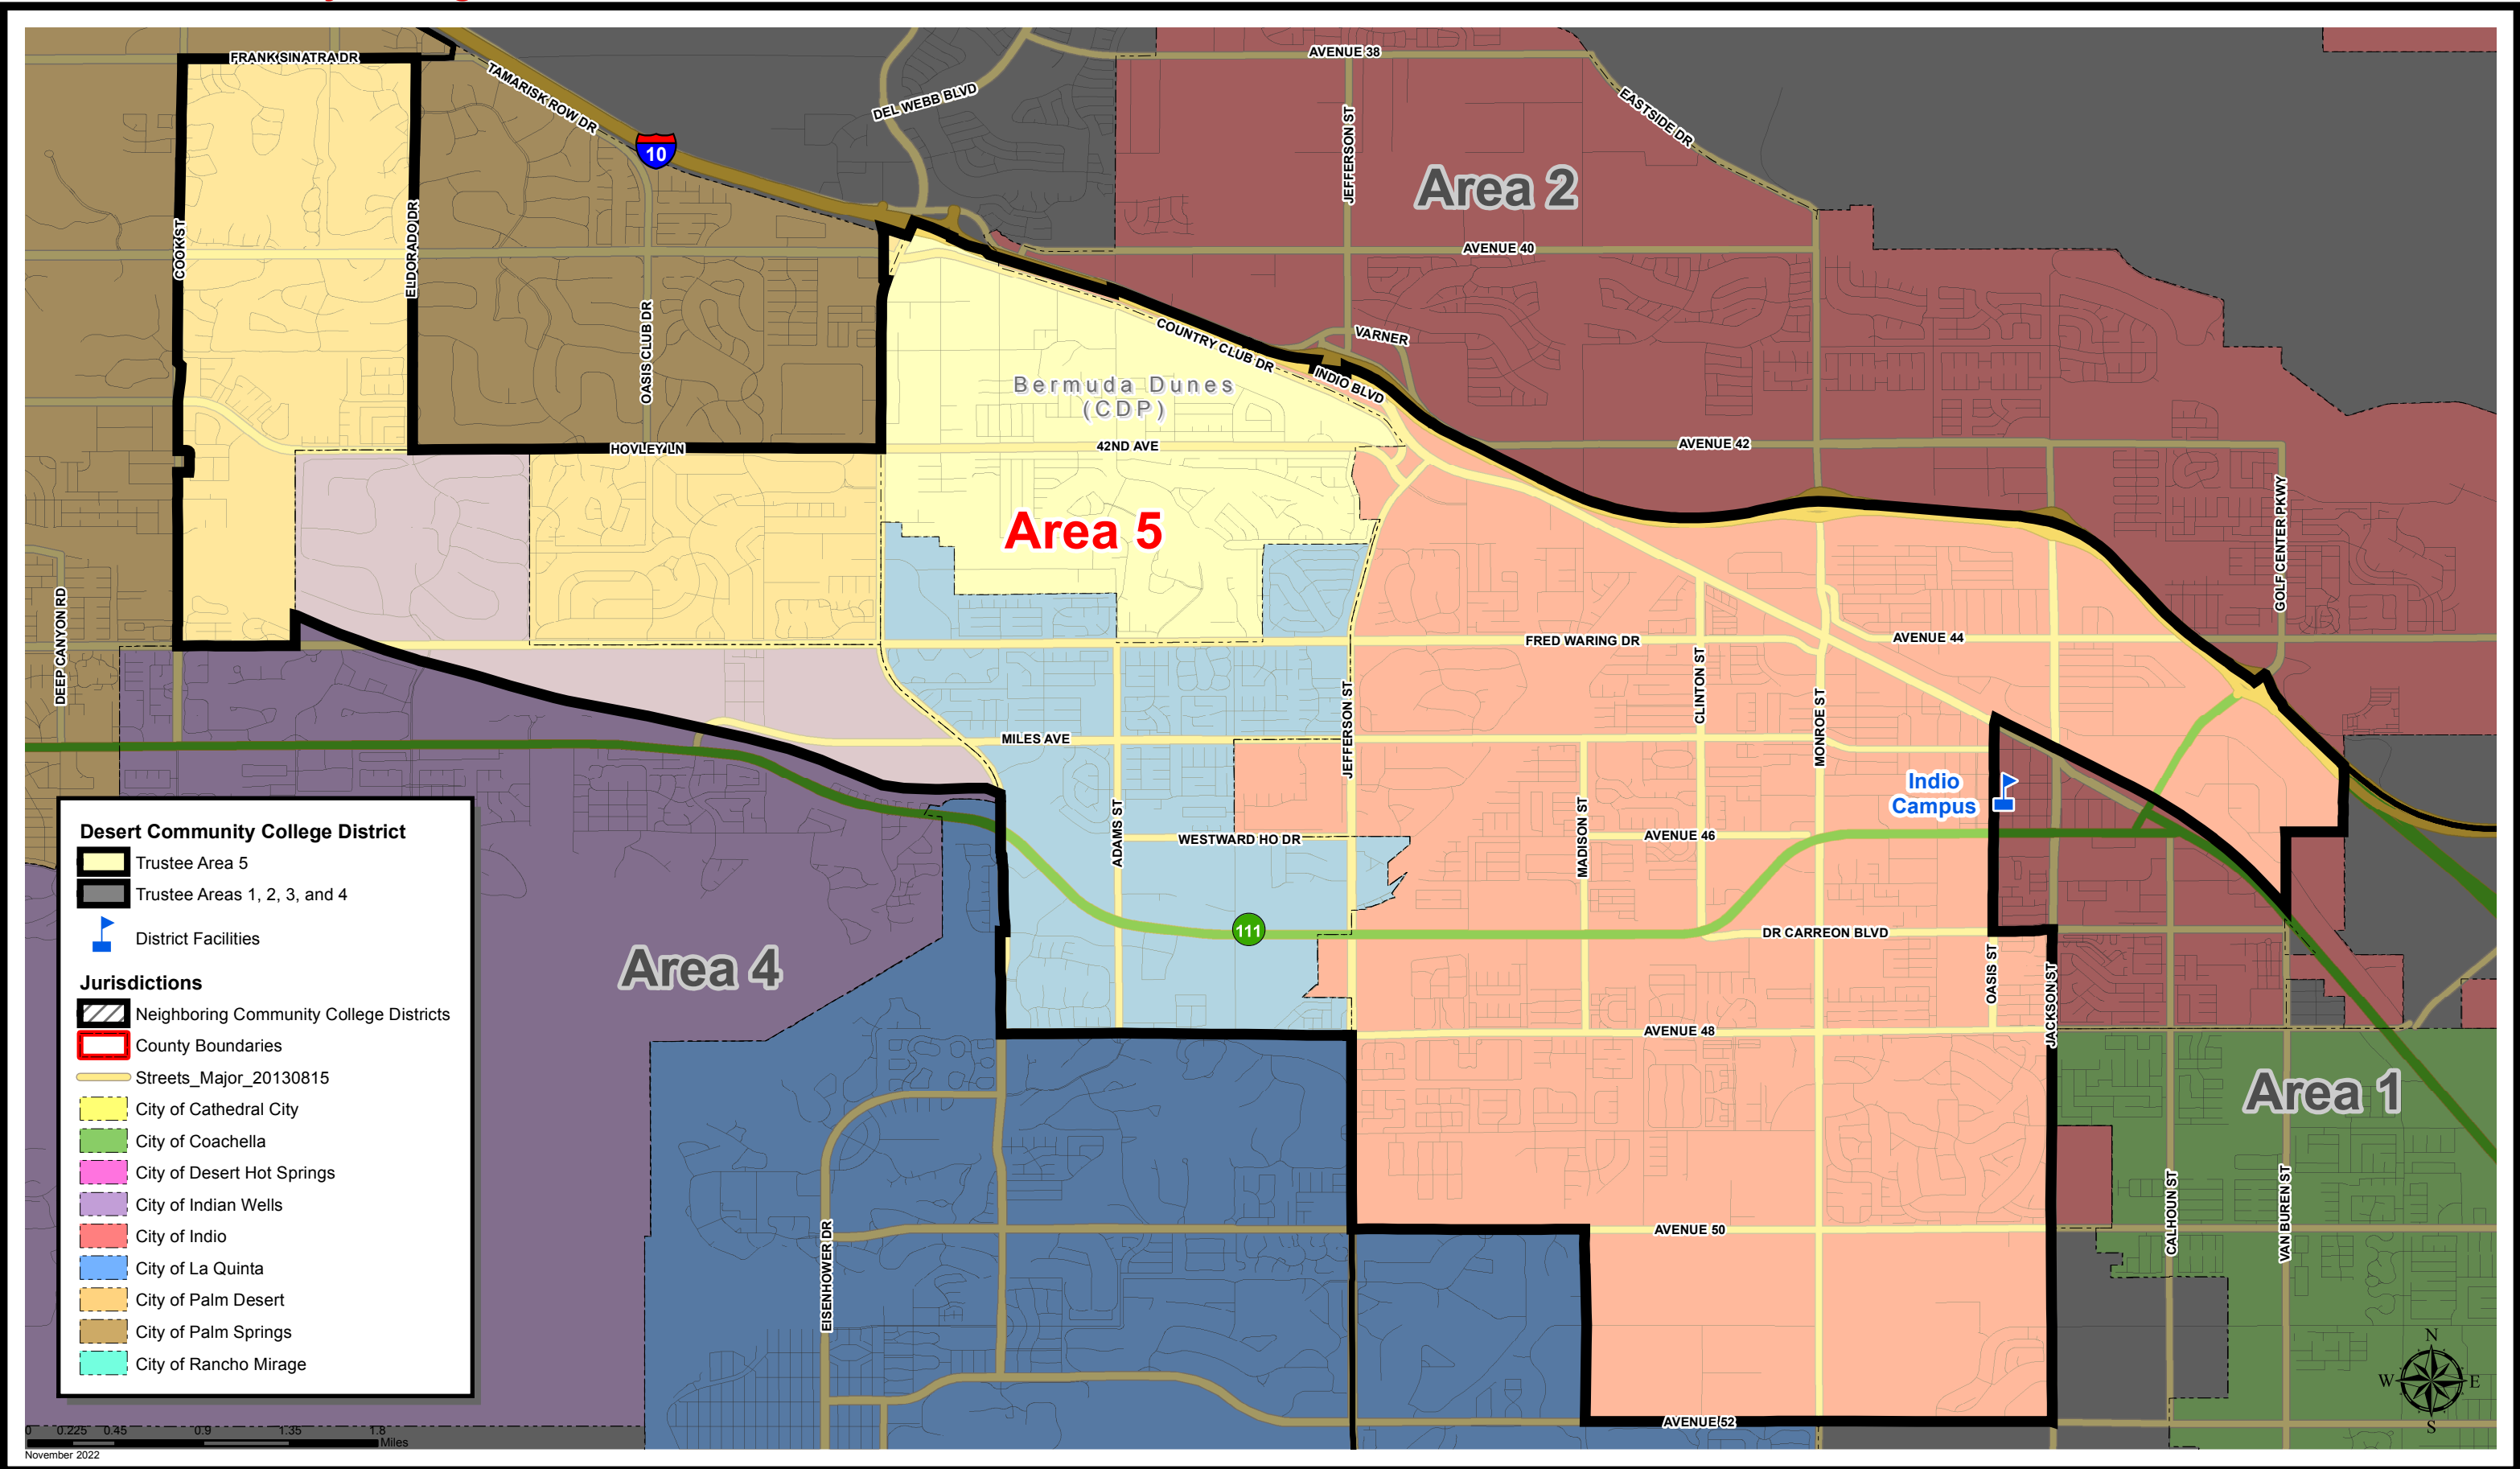 FRANK SINATRA DR
TAMARISK ROW DR
10
DEL WEBB BLVD
AVENUE 38
JEFFERSON ST
EASTSIDE DR
Area 2
COOK ST
ELDORADO DR
OASIS CLUB DR
AVENUE 40
COUNTRY CLUB DR
VARNER
INDIO BLVD
Bermuda Dunes
(CDP)
HOVLEY LN
42ND AVE
AVENUE 42
GOLF CENTER PKWY
Area 5
DEEP CANYON RD
FRED WARING DR
AVENUE 44
CLINTON ST
MONROE ST
JEFFERSON ST
MILES AVE
Indio
Campus
ADAMS ST
WESTWARD HO DR
MADISON ST
AVENUE 46
111
DR CARREON BLVD
Area 4
OASIS ST
JACKSON ST
AVENUE 48
Area 1
CALHOUN ST
VAN BUREN ST
EISENHOWER DR
AVENUE 50
AVENUE 52
Desert Community College District
Trustee Area 5
Trustee Areas 1, 2, 3, and 4
District Facilities
Jurisdictions
Neighboring Community College Districts
County Boundaries
Streets_Major_20130815
City of Cathedral City
City of Coachella
City of Desert Hot Springs
City of Indian Wells
City of Indio
City of La Quinta
City of Palm Desert
City of Palm Springs
City of Rancho Mirage
N
W E
S
0 0.225 0.45 0.9 1.35 1.8
Miles
November 2022